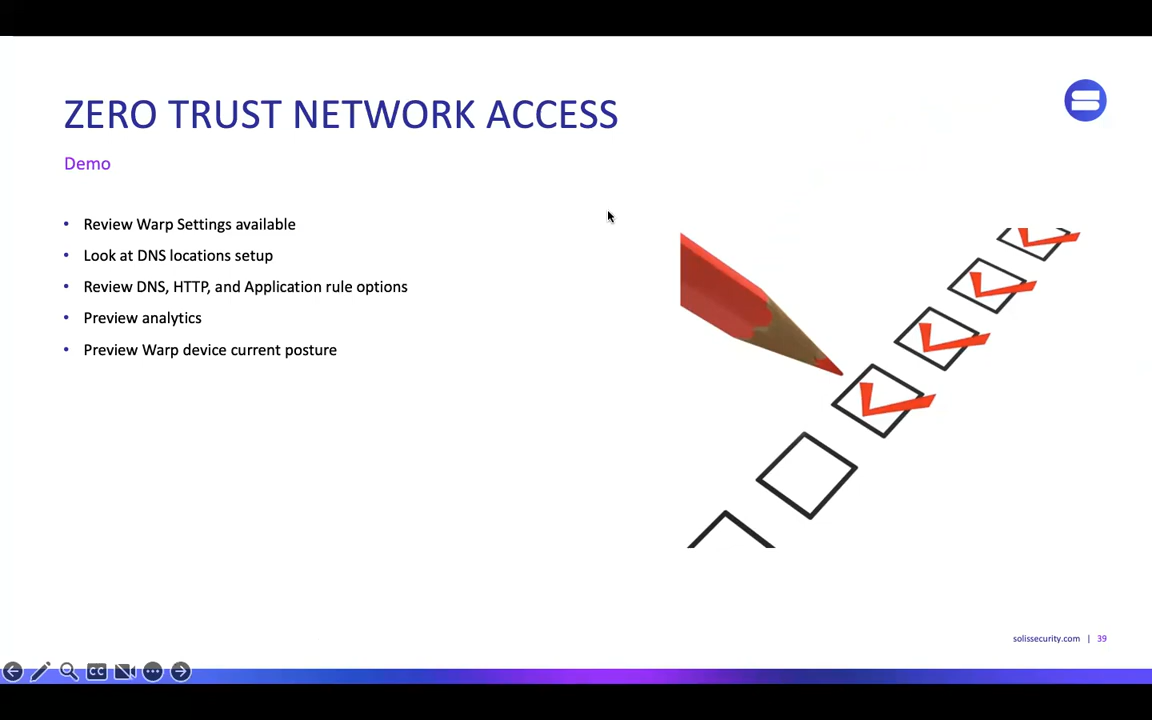 ZERO TRUST NETWORK ACCESS
Demo
• Review Warp Settings available
• Look at DNS locations setup
• Review DNS, HTTP, and Application rule options
• Preview analytics
• Preview Warp device current posture
solissecurity.com | 39
CC